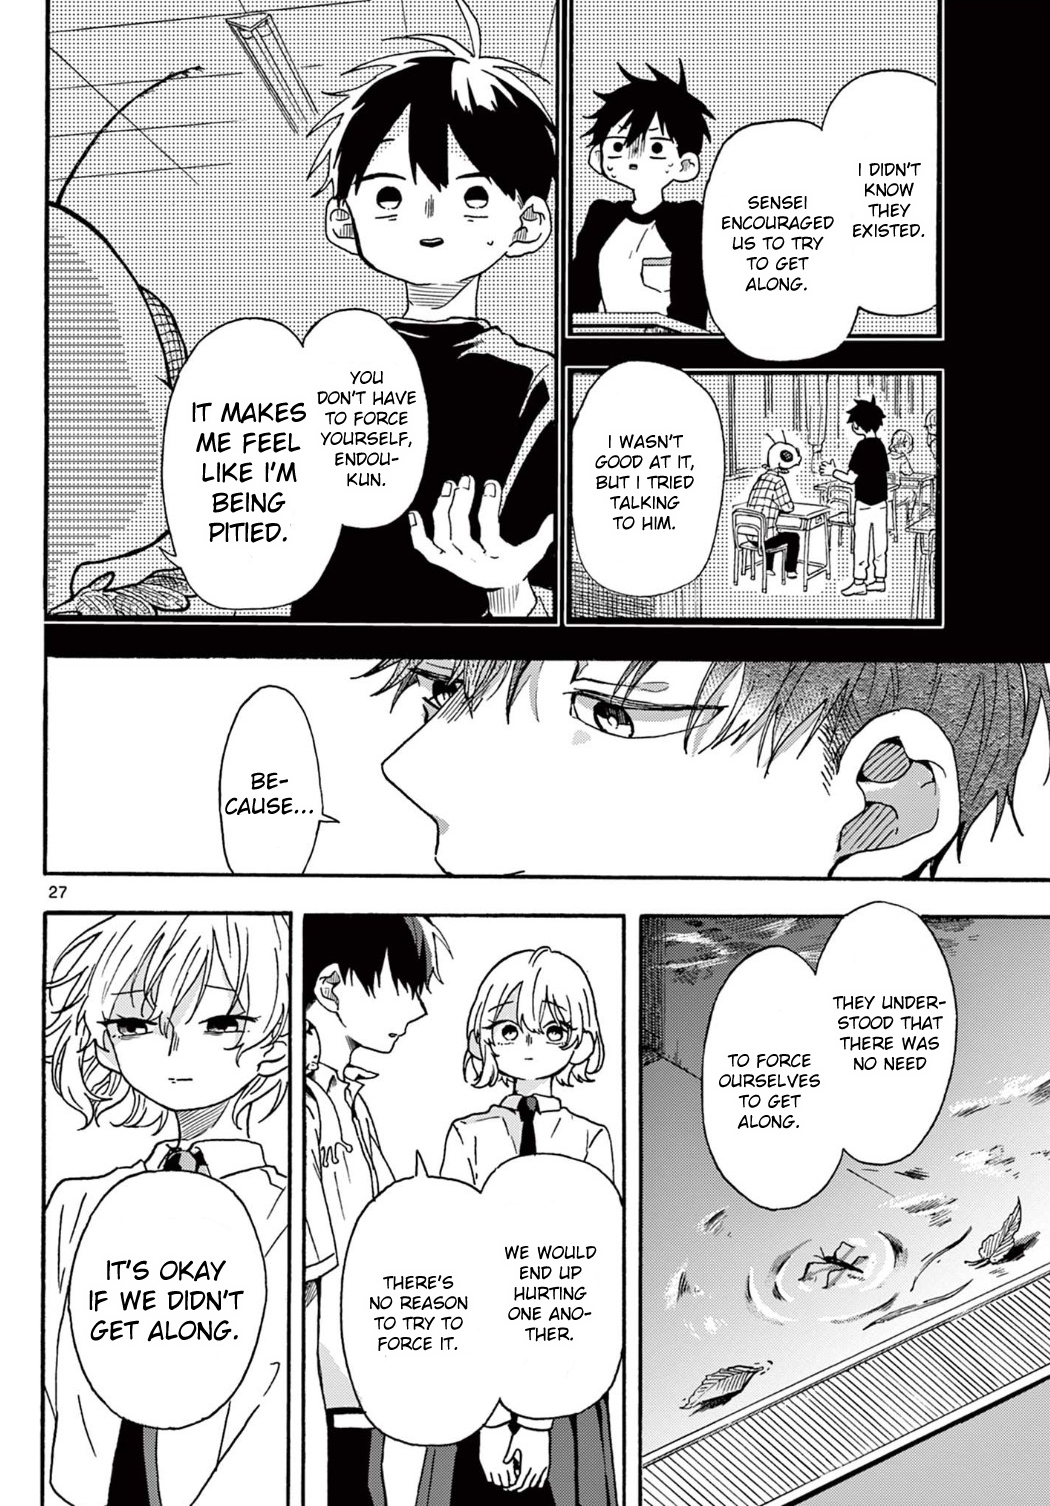 I DIDN'T
KNOW
THEY
EXISTED.
SENSEI
ENCOURAGED
US TO TRY
TO GET
ALONG.
I WASN'T
GOOD AT IT,
BUT I TRIED
TALKING
TO HIM.
YOU
DON'T HAVE
TO FORCE
YOURSELF,
ENDOU-
KUN.
IT MAKES
ME FEEL
LIKE I'M
BEING
PITIED.
BE-
CAUSE...
27
THEY UNDER-
STOOD THAT
THERE WAS
NO NEED
TO FORCE
OURSELVES
TO GET
ALONG.
WE WOULD
END UP
HURTING
ONE ANO-
THER.
THERE'S
NO REASON
TO TRY TO
FORCE IT.
IT'S OKAY
IF WE DIDN'T
GET ALONG.